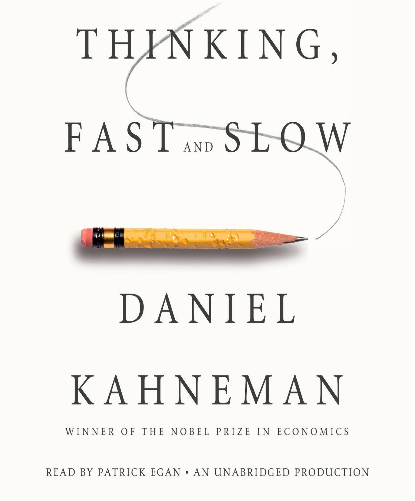 THINKING,
FAST AND SLOW
DANIEL
KAHNEMAN
WINNER OF THE NOBEL PRIZE IN ECONOMICS
READ BY PATRICK EGAN • AN UNABRIDGED PRODUCTION